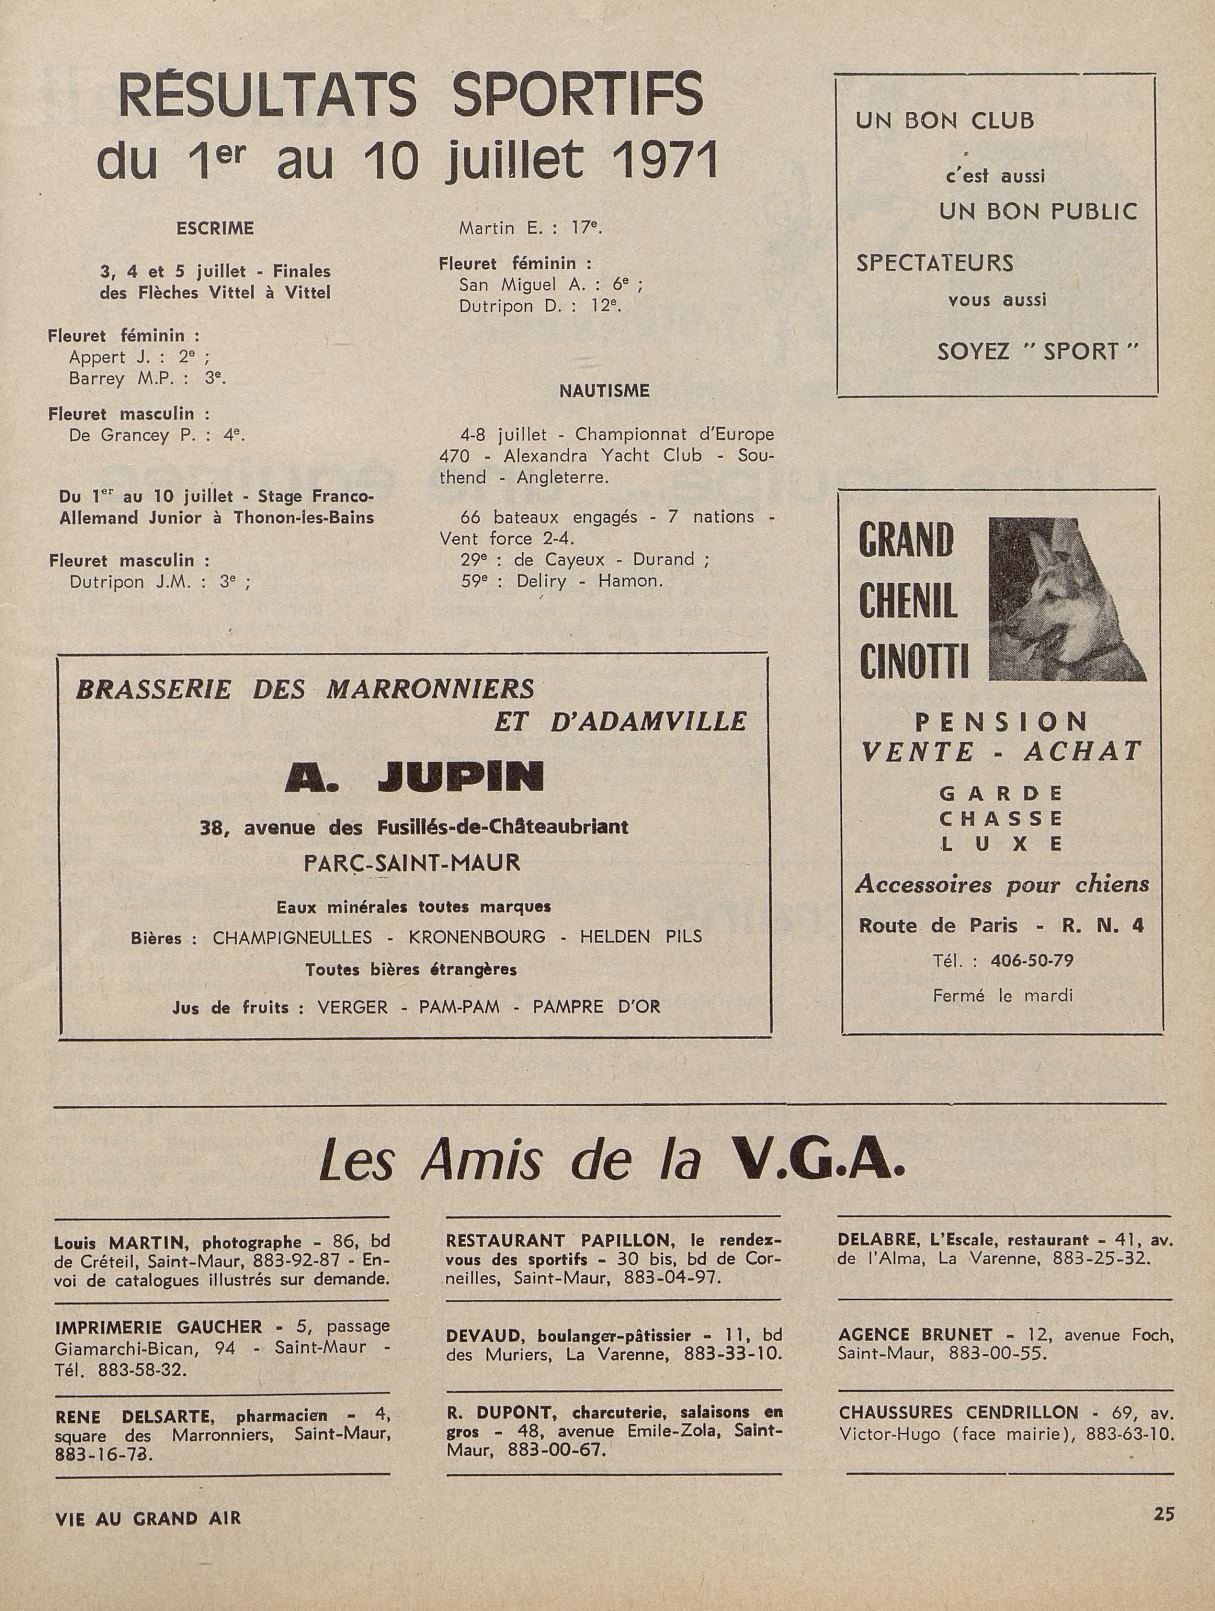 RÉSULTATS SPORTIFS
du 1er au 10 juillet 1971
ESCRIME
3, 4 et 5 juillet - Finales
des Flèches Vittel à Vittel
Fleuret féminin :
Appert J. : 2e ;
Barrey M.P. : 3e.
Fleuret masculin :
De Grancey P. : 4e.
Du 1er au 10 juillet - Stage Franco-
Allemand Junior à Thonon-les-Bains
Fleuret masculin :
Dutripon J.M. : 3e ;
Martin E. : 17e.
Fleuret féminin :
San Miguel A. : 6e ;
Dutripon D. : 12e.
NAUTISME
4-8 juillet - Championnat d'Europe
470 - Alexandra Yacht Club - Sou-
thend - Angleterre.
66 bateaux engagés - 7 nations -
Vent force 2-4.
29e : de Cayeux - Durand ;
59e : Deliry - Hamon.
UN BON CLUB
c'est aussi
UN BON PUBLIC
SPECTATEURS
vous aussi
SOYEZ " SPORT "
GRAND
CHENIL
CINOTTI
PENSION
VENTE - ACHAT
GARDE
CHASSE
LUXE
Accessoires pour chiens
Route de Paris - R. N. 4
Tél. : 406-50-79
Fermé le mardi
BRASSERIE DES MARRONNIERS
ET D'ADAMVILLE
A. JUPIN
38, avenue des Fusillés-de-Châteaubriant
PARC-SAINT-MAUR
Eaux minérales toutes marques
Bières : CHAMPIGNEULLES - KRONENBOURG - HELDEN PILS
Toutes bières étrangères
Jus de fruits : VERGER - PAM-PAM - PAMPRE D'OR
Les Amis de la V.G.A.
Louis MARTIN, photographe - 86, bd
de Créteil, Saint-Maur, 883-92-87 - En-
voi de catalogues illustrés sur demande.
IMPRIMERIE GAUCHER - 5, passage
Giamarchi-Bican, 94 - Saint-Maur -
Tél. 883-58-32.
RENE DELSARTE, pharmacien - 4,
square des Marronniers, Saint-Maur,
883-16-73.
RESTAURANT PAPILLON, le rendez-
vous des sportifs - 30 bis, bd de Cor-
neilles, Saint-Maur, 883-04-97.
DEVAUD, boulanger-pâtissier - 11, bd
des Muriers, La Varenne, 883-33-10.
R. DUPONT, charcuterie, salaisons en
gros - 48, avenue Emile-Zola, Saint-
Maur, 883-00-67.
DELABRE, L'Escale, restaurant - 41, av.
de l'Alma, La Varenne, 883-25-32.
AGENCE BRUNET - 12, avenue Foch,
Saint-Maur, 883-00-55.
CHAUSSURES CENDRILLON - 69, av.
Victor-Hugo (face mairie), 883-63-10.
VIE AU GRAND AIR
25